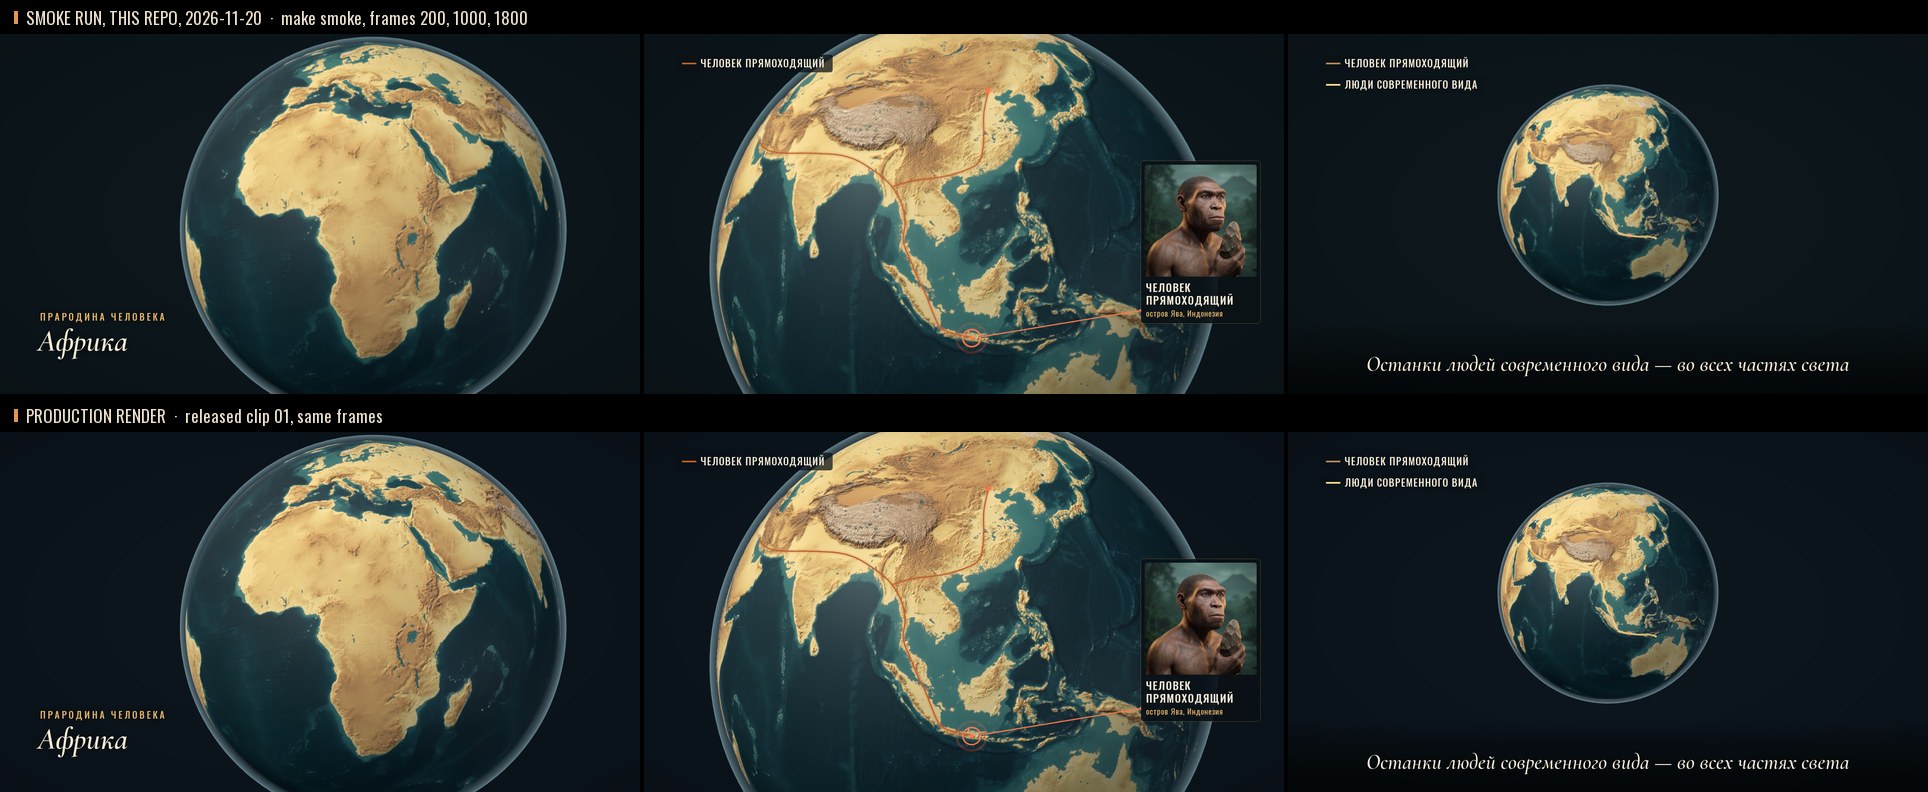 SMOKE RUN, THIS REPO, 2026-11-20 · make smoke, frames 200, 1000, 1800
ПРАРОДИНА ЧЕЛОВЕКА
Африка
ЧЕЛОВЕК ПРЯМОХОДЯЩИЙ
ЧЕЛОВЕК
ПРЯМОХОДЯЩИЙ
остров Ява, Индонезия
ЧЕЛОВЕК ПРЯМОХОДЯЩИЙ
ЛЮДИ СОВРЕМЕННОГО ВИДА
Останки людей современного вида — во всех частях света
PRODUCTION RENDER · released clip 01, same frames
ПРАРОДИНА ЧЕЛОВЕКА
Африка
ЧЕЛОВЕК ПРЯМОХОДЯЩИЙ
ЧЕЛОВЕК
ПРЯМОХОДЯЩИЙ
остров Ява, Индонезия
ЧЕЛОВЕК ПРЯМОХОДЯЩИЙ
ЛЮДИ СОВРЕМЕННОГО ВИДА
Останки людей современного вида — во всех частях света